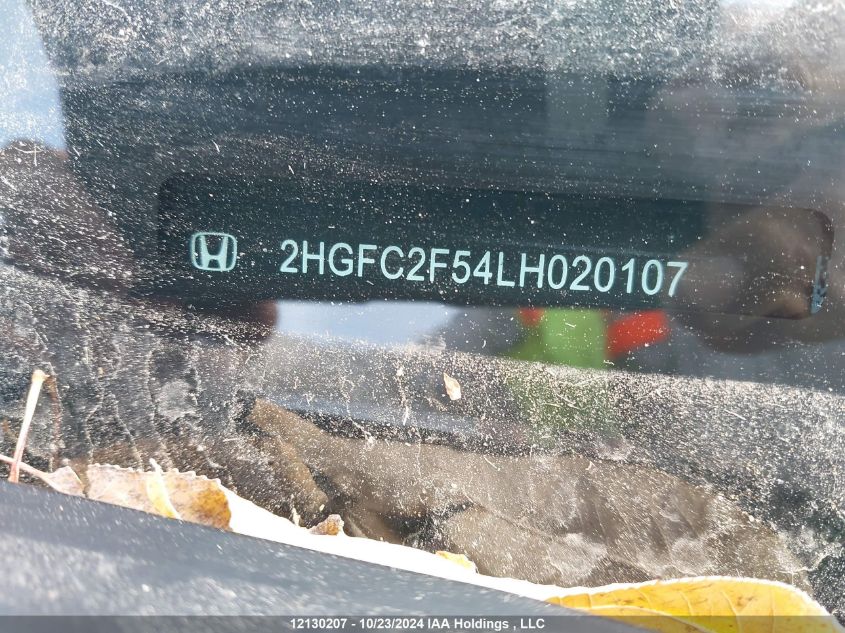 2HGFC2F54LH020107
12130207 - 10/23/2024 IAA Holdings , LLC